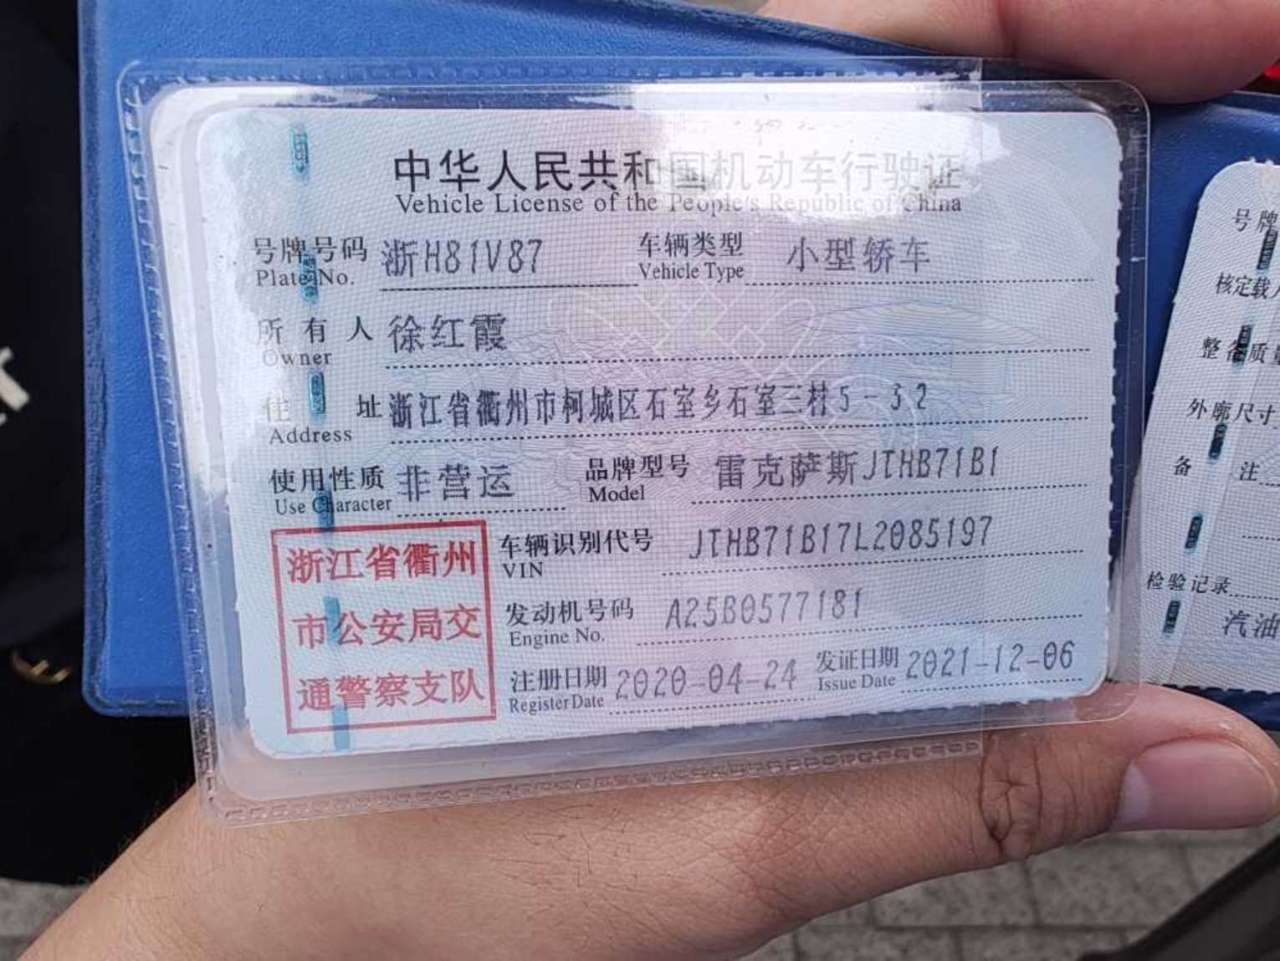 中华人民共和国机动车行驶证
Vehicle License of the People's Republic of China
号牌号码 浙H81V87 车辆类型 小型轿车
Plate No. Vehicle Type
所有人 徐红霞
Owner
住址 浙江省衢州市柯城区石室乡石室三村5-32
Address
使用性质 非营运 品牌型号 雷克萨斯JTHB71B1
Use Character Model
浙江省衢州
市公安局交
通警察支队
车辆识别代号 JTHB71B17L2085197
VIN
发动机号码 A25B0577181
Engine No.
注册日期 2020-04-24 发证日期 2021-12-06
Register Date Issue Date
号牌
核定载人
整备质量
外廓尺寸
备注
检验记录
汽油